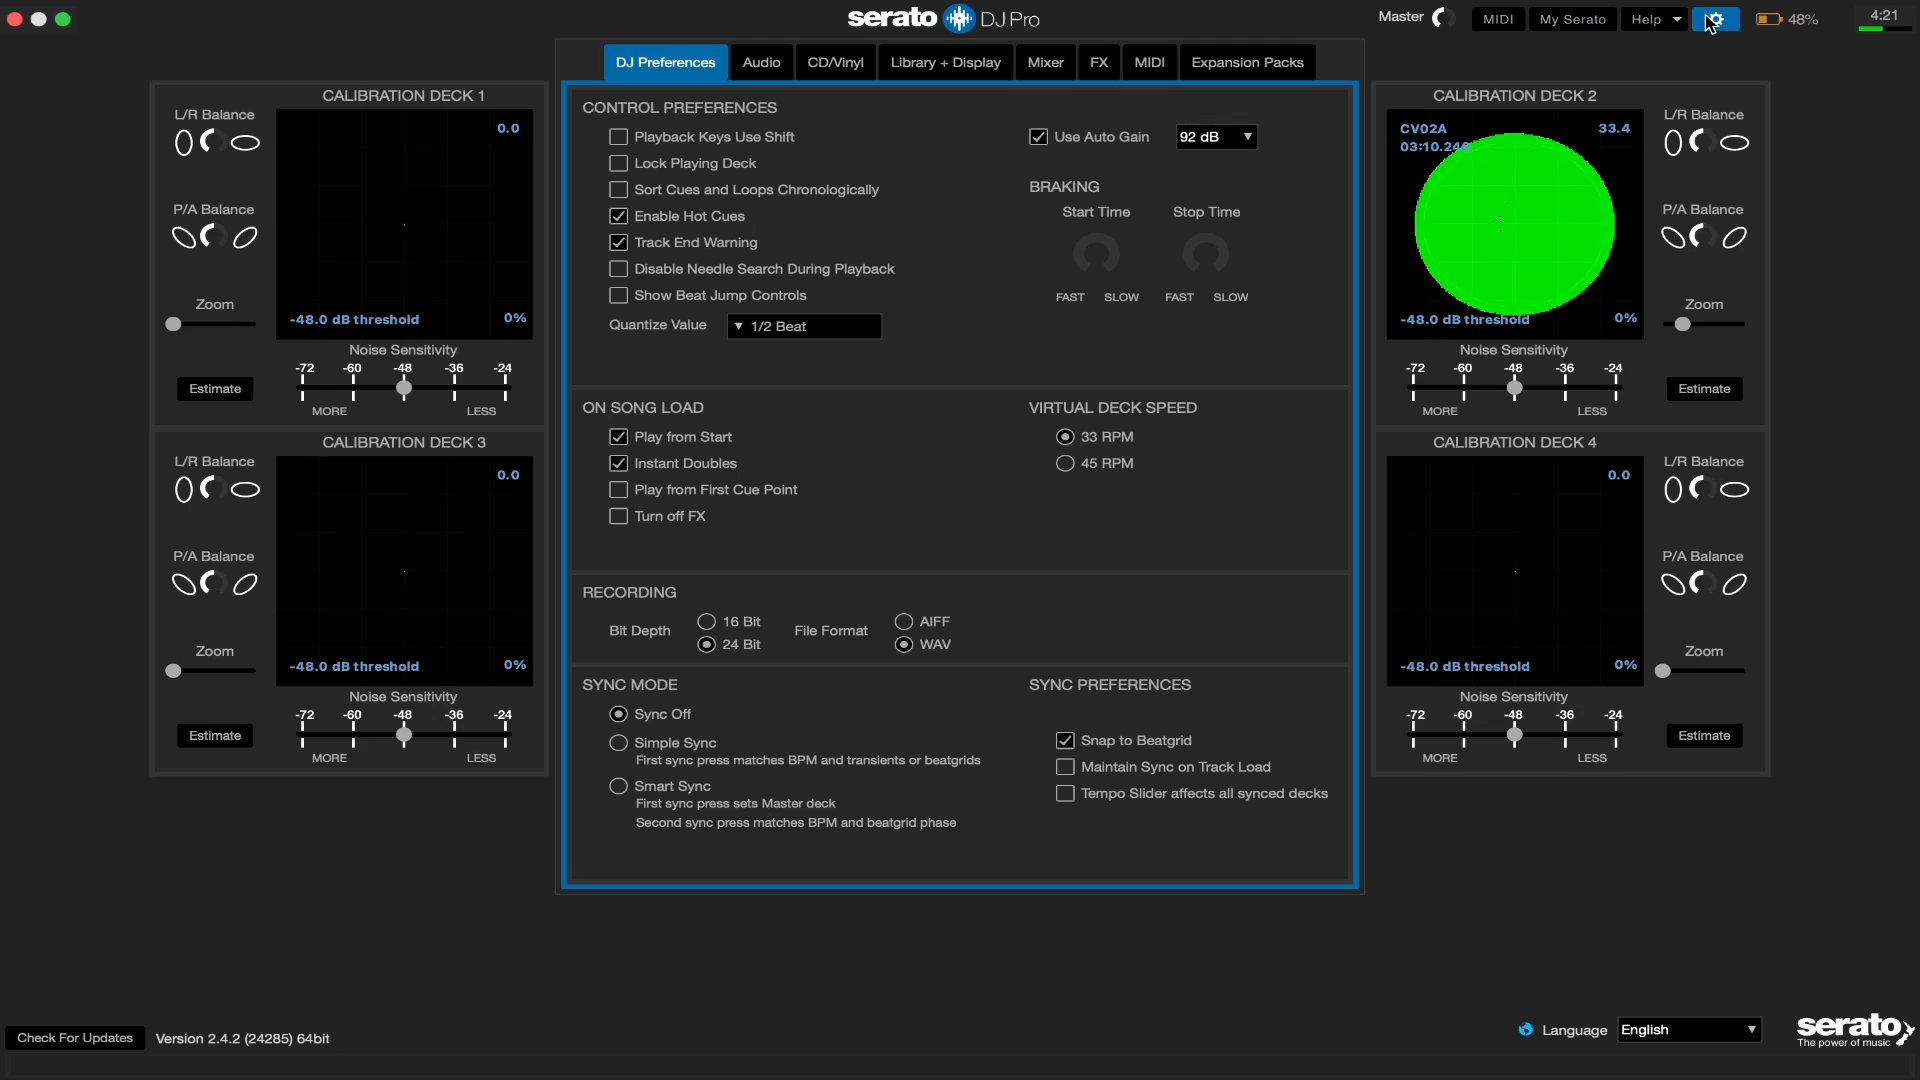 serato DJ Pro
Master MIDI My Serato Help 48% 4:21
DJ Preferences Audio CD/Vinyl Library + Display Mixer FX MIDI Expansion Packs
CALIBRATION DECK 1
L/R Balance
0.0
P/A Balance
Zoom
-48.0 dB threshold 0%
Noise Sensitivity
-72 -60 -48 -36 -24
Estimate
MORE LESS
CALIBRATION DECK 3
L/R Balance
0.0
P/A Balance
Zoom
-48.0 dB threshold 0%
Noise Sensitivity
-72 -60 -48 -36 -24
Estimate
MORE LESS
CONTROL PREFERENCES
Playback Keys Use Shift
Lock Playing Deck
Sort Cues and Loops Chronologically
Enable Hot Cues
Track End Warning
Disable Needle Search During Playback
Show Beat Jump Controls
Quantize Value 1/2 Beat
Use Auto Gain 92 dB
BRAKING
Start Time Stop Time
FAST SLOW FAST SLOW
ON SONG LOAD
Play from Start
Instant Doubles
Play from First Cue Point
Turn off FX
VIRTUAL DECK SPEED
33 RPM
45 RPM
RECORDING
Bit Depth 16 Bit File Format AIFF
24 Bit WAV
SYNC MODE
Sync Off
Simple Sync
First sync press matches BPM and transients or beatgrids
Smart Sync
First sync press sets Master deck
Second sync press matches BPM and beatgrid phase
SYNC PREFERENCES
Snap to Beatgrid
Maintain Sync on Track Load
Tempo Slider affects all synced decks
CALIBRATION DECK 2
CV02A 33.4
L/R Balance
P/A Balance
Zoom
-48.0 dB threshold 0%
Noise Sensitivity
-72 -60 -48 -36 -24
Estimate
MORE LESS
CALIBRATION DECK 4
0.0
L/R Balance
P/A Balance
Zoom
-48.0 dB threshold 0%
Noise Sensitivity
-72 -60 -48 -36 -24
Estimate
MORE LESS
Check For Updates Version 2.4.2 (24285) 64bit
Language English
serato
The power of music